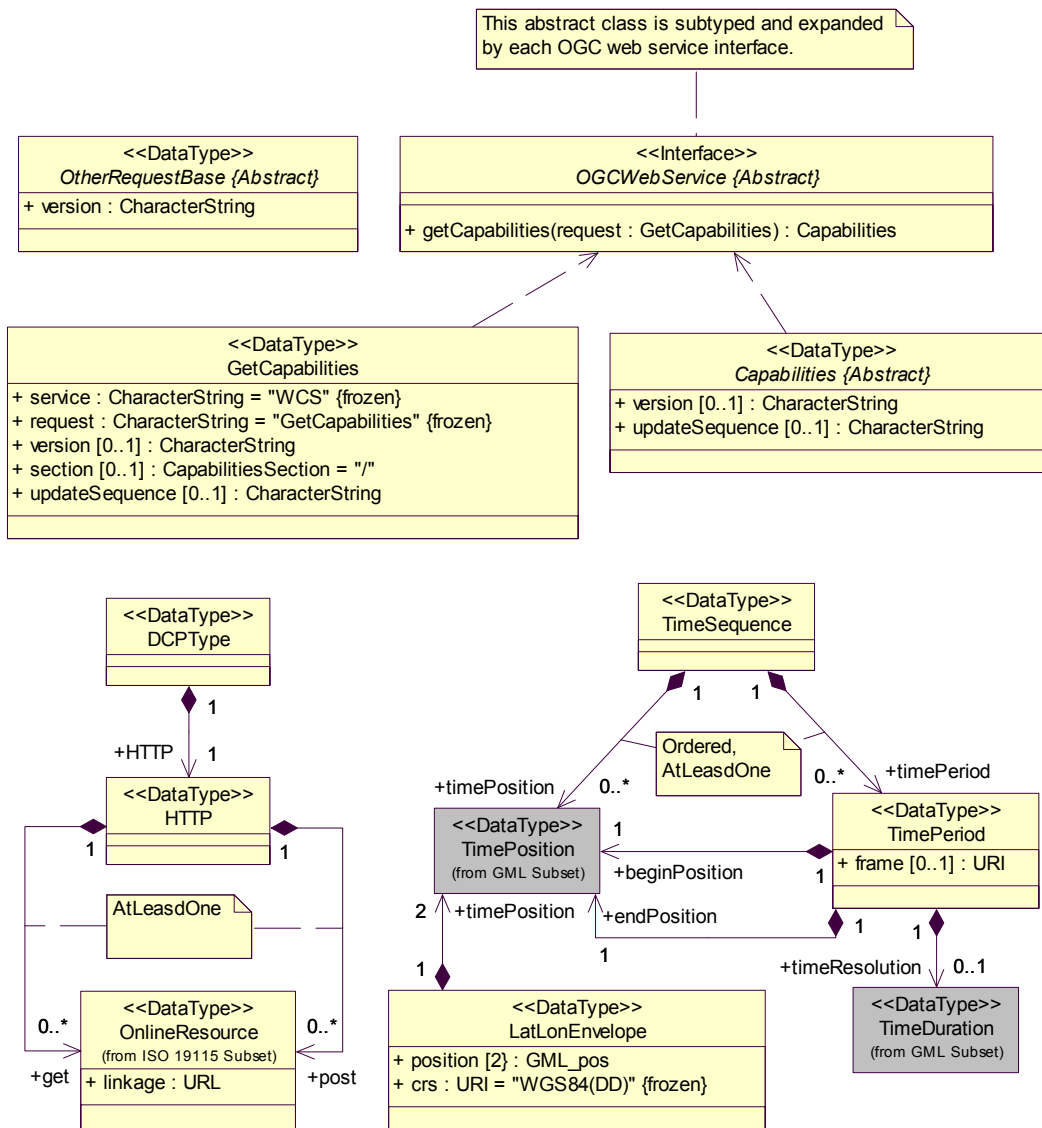 This abstract class is subtyped and expanded
by each OGC web service interface.
<<DataType>>
OtherRequestBase {Abstract}
+ version : CharacterString
<<Interface>>
OGCWebService {Abstract}
+ getCapabilities(request : GetCapabilities) : Capabilities
<<DataType>>
GetCapabilities
+ service : CharacterString = "WCS" {frozen}
+ request : CharacterString = "GetCapabilities" {frozen}
+ version [0..1] : CharacterString
+ section [0..1] : CapabilitiesSection = "/"
+ updateSequence [0..1] : CharacterString
<<DataType>>
Capabilities {Abstract}
+ version [0..1] : CharacterString
+ updateSequence [0..1] : CharacterString
<<DataType>>
DCPType
1
+HTTP
1
<<DataType>>
HTTP
1
1
AtLeasdOne
0..*
0..*
+get
+post
<<DataType>>
OnlineResource
(from ISO 19115 Subset)
+ linkage : URL
<<DataType>>
TimeSequence
1
1
Ordered,
AtLeasdOne
+timePosition
0..*
0..*
+timePeriod
<<DataType>>
TimePosition
(from GML Subset)
<<DataType>>
TimePeriod
+ frame [0..1] : URI
1
+beginPosition
1
+endPosition
1
1
2
+timePosition
1
1
+timeResolution
0..1
<<DataType>>
LatLonEnvelope
+ position [2} : GML_pos
+ crs : URI = "WGS84(DD)" {frozen}
<<DataType>>
TimeDuration
(from GML Subset)